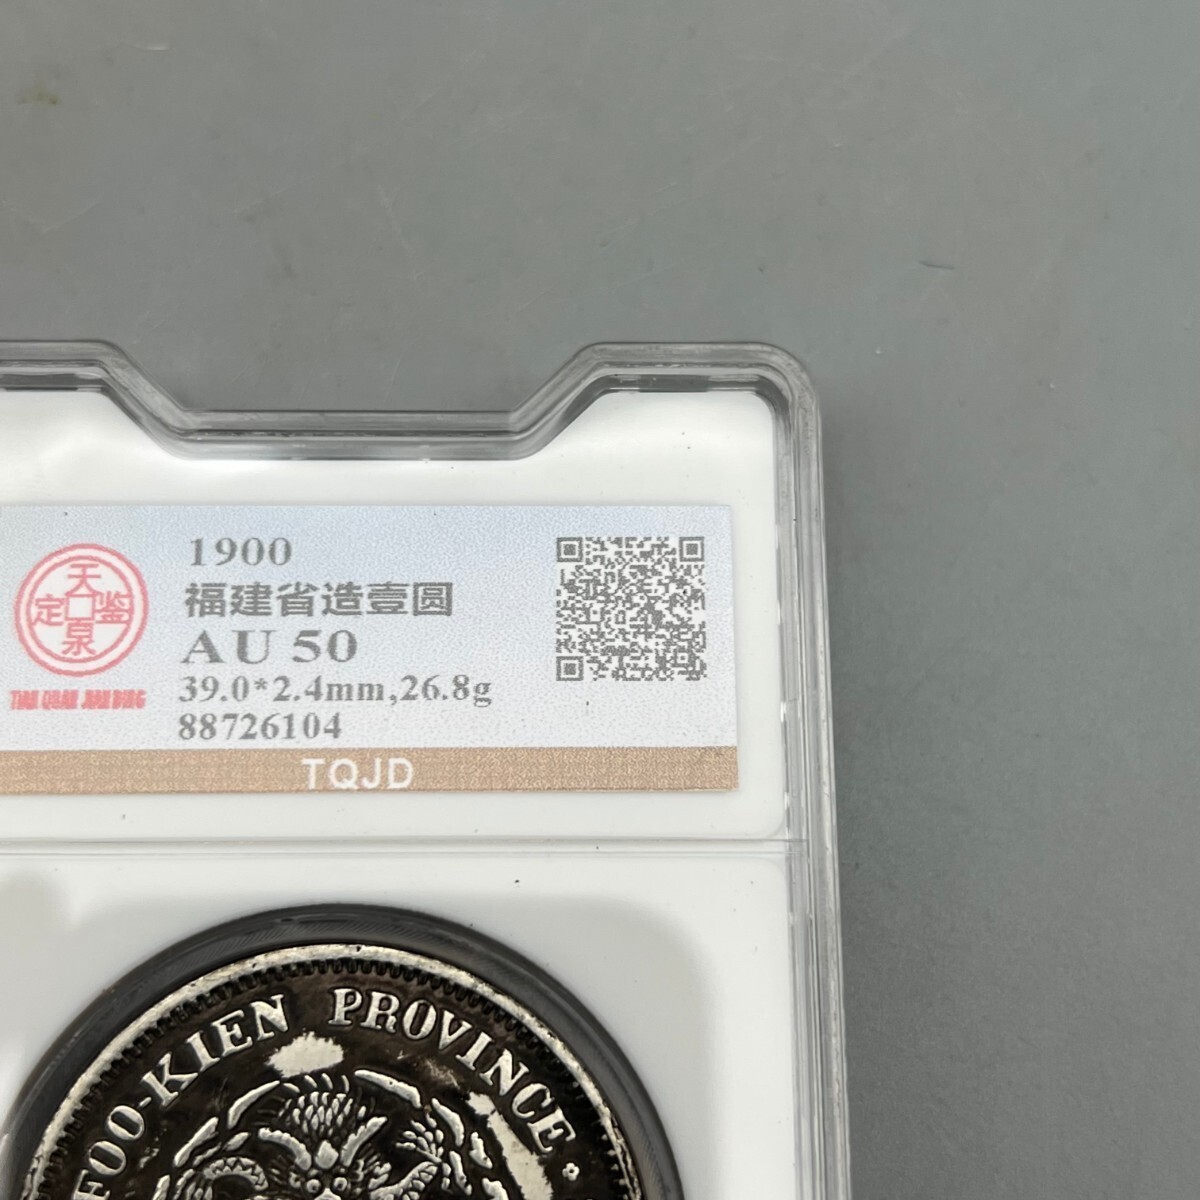 1900
福建省造壹圆
AU 50
39.0*2.4mm,26.8g
88726104
天泉鉴定
TIAN QUAN JIAN DING
TQJD
FOO-KIEN PROVINCE